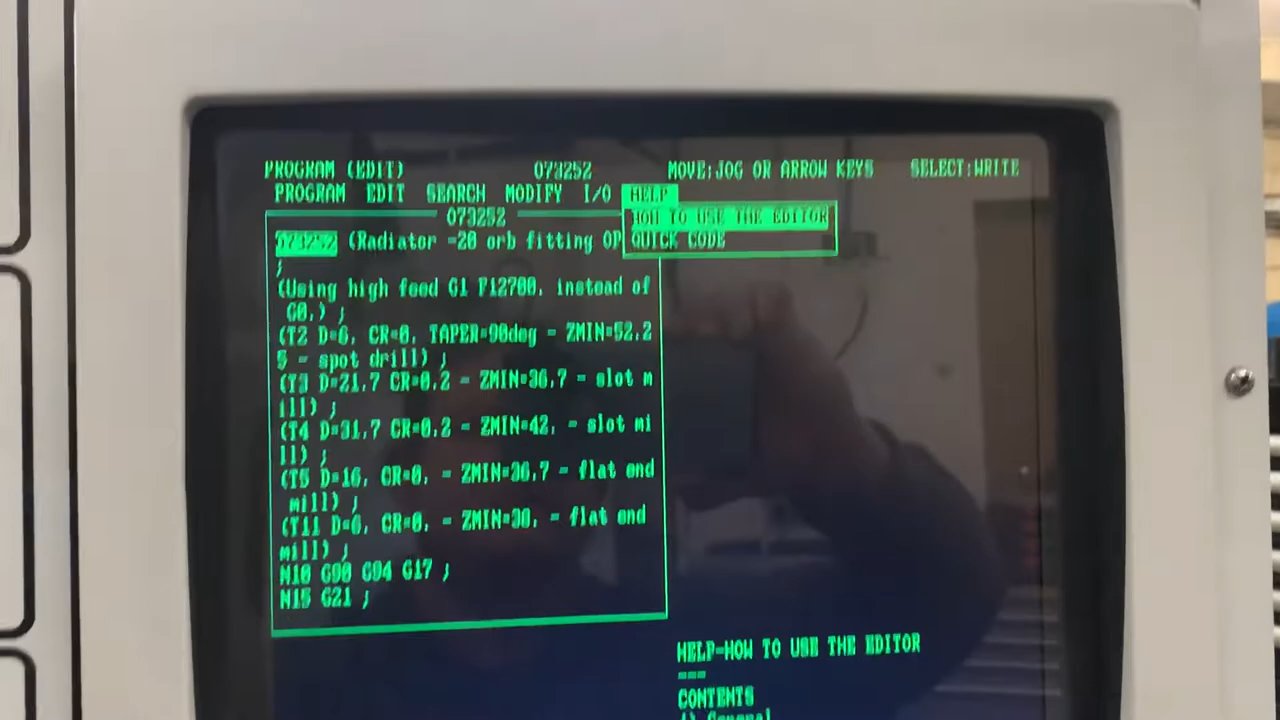 PROGRAM (EDIT) O73252 MOVE:JOG OR ARROW KEYS SELECT:WRITE
PROGRAM EDIT SEARCH MODIFY I/O HELP
O73252
HOW TO USE THE EDITOR
O73252 (Radiator -20 orb fitting OP
QUICK CODE
;
(Using high feed G1 F12700. instead of
G0.) ;
(T2 D=6. CR=0. TAPER=90deg - ZMIN=52.2
5 - spot drill) ;
(T3 D=21.7 CR=0.2 - ZMIN=36.7 - slot m
ill) ;
(T4 D=31.7 CR=0.2 - ZMIN=42. - slot mi
ll) ;
(T5 D=16. CR=0. - ZMIN=36.7 - flat end
mill) ;
(T11 D=6. CR=0. - ZMIN=30. - flat end
mill) ;
N10 G90 G94 G17 ;
N15 G21 ;
HELP-HOW TO USE THE EDITOR
===
CONTENTS
1) General